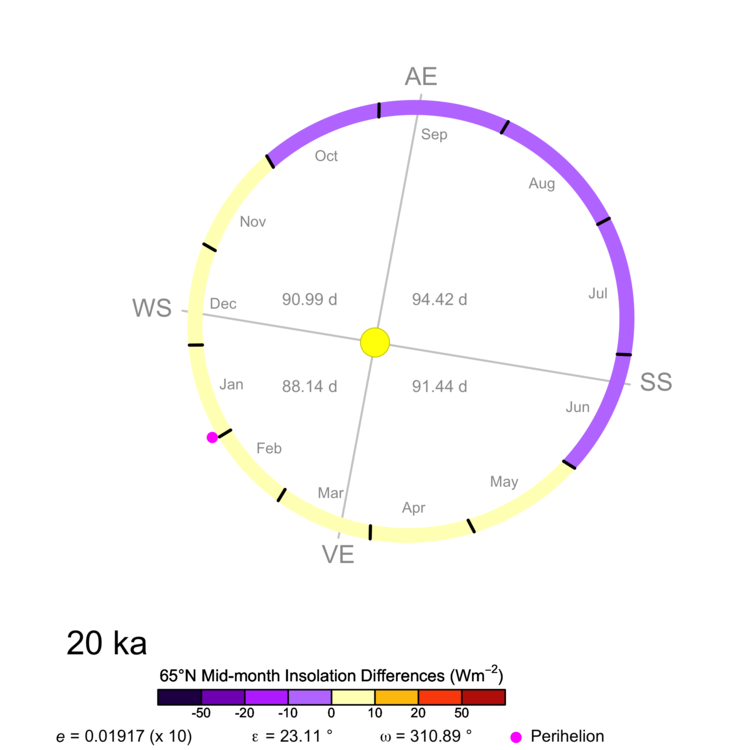 AE
Sep
Oct
Aug
Nov
Jul
90.99 d 94.42 d
WS Dec
SS
Jan 88.14 d 91.44 d
Jun
Feb
May
Mar
Apr
VE
20 ka
65°N Mid-month Insolation Differences (Wm⁻²)
-50 -20 -10 0 10 20 50
e = 0.01917 (x 10) ε = 23.11 ° ω = 310.89 ° Perihelion